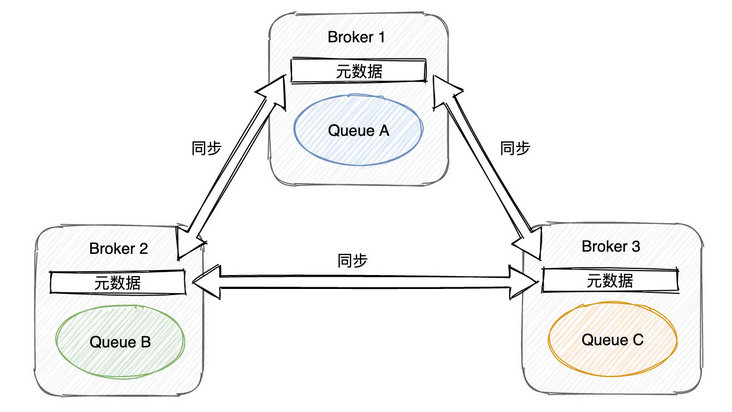 Broker 1
元数据
Queue A
同步
同步
Broker 2
元数据
Queue B
同步
Broker 3
元数据
Queue C